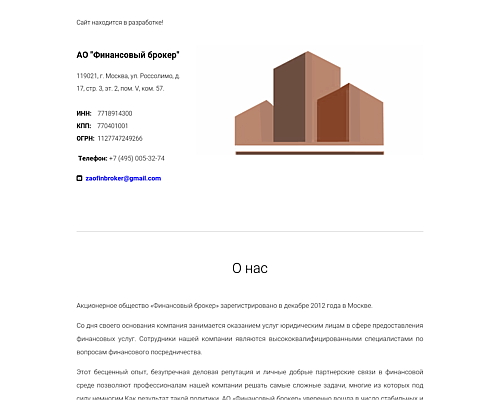 Сайт находится в разработке!
АО "Финансовый брокер"
119021, г. Москва, ул. Россолимо, д.
17, стр. 3, эт. 2, пом. V, ком. 57.
ИНН: 7718914300
КПП: 770401001
ОГРН: 1127747249266
Телефон: +7 (495) 005-32-74
zaofinbroker@gmail.com
О нас
Акционерное общество «Финансовый брокер» зарегистрировано в декабре 2012 года в Москве.
Со дня своего основания компания занимается оказанием услуг юридическим лицам в сфере предоставления
финансовых услуг. Сотрудники нашей компании являются высококвалифицированными специалистами по
вопросам финансового посредничества.
Этот бесценный опыт, безупречная деловая репутация и личные добрые партнерские связи в финансовой
среде позволяют профессионалам нашей компании решать самые сложные задачи, многие из которых под
силу немногим.Как результат такой политики, АО «Финансовый брокер» уверенно вошла в число стабильных и